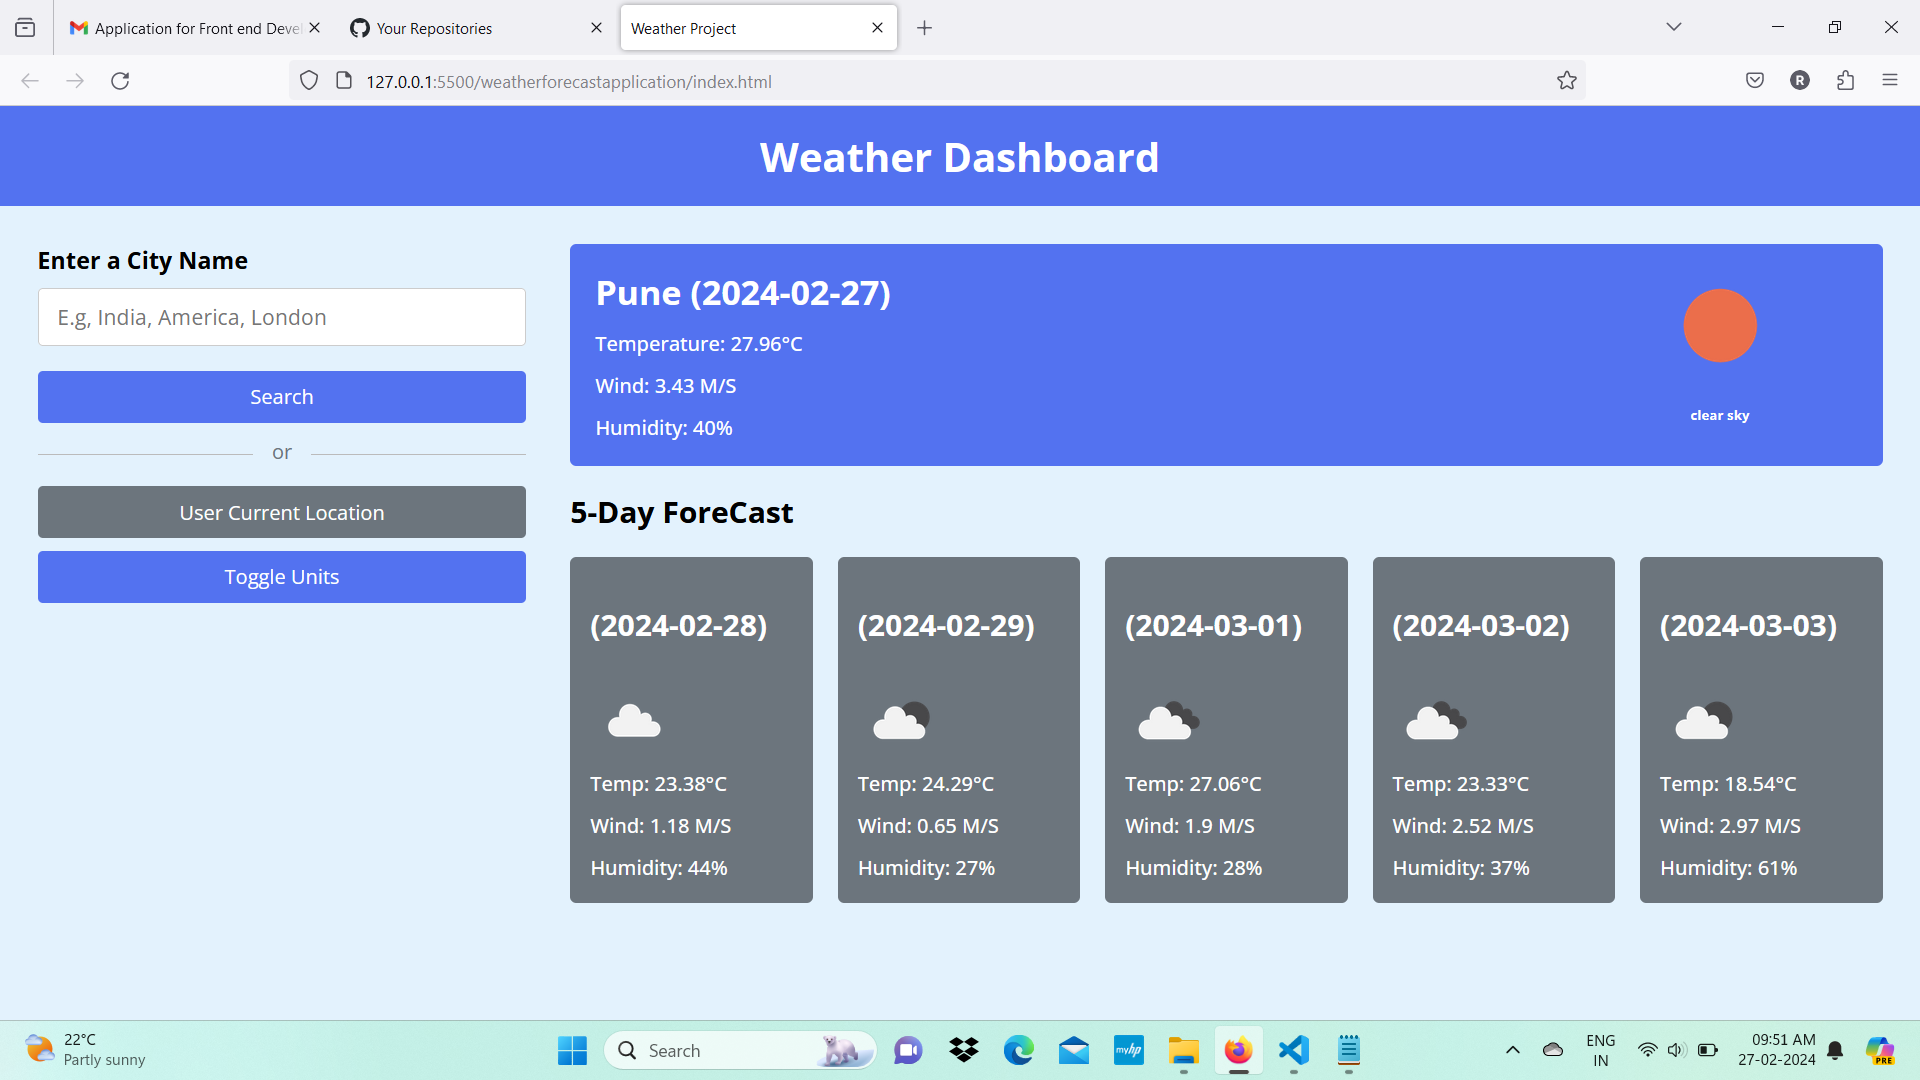 Application for Front end Deve
Your Repositories
Weather Project
127.0.0.1:5500/weatherforecastapplication/index.html
R
Weather Dashboard
Enter a City Name
E.g, India, America, London
Search
or
User Current Location
Toggle Units
Pune (2024-02-27)
Temperature: 27.96°C
Wind: 3.43 M/S
Humidity: 40%
clear sky
5-Day ForeCast
(2024-02-28)
Temp: 23.38°C
Wind: 1.18 M/S
Humidity: 44%
(2024-02-29)
Temp: 24.29°C
Wind: 0.65 M/S
Humidity: 27%
(2024-03-01)
Temp: 27.06°C
Wind: 1.9 M/S
Humidity: 28%
(2024-03-02)
Temp: 23.33°C
Wind: 2.52 M/S
Humidity: 37%
(2024-03-03)
Temp: 18.54°C
Wind: 2.97 M/S
Humidity: 61%
22°C
Partly sunny
Search
myhp
ENG
IN
09:51 AM
27-02-2024
PRE